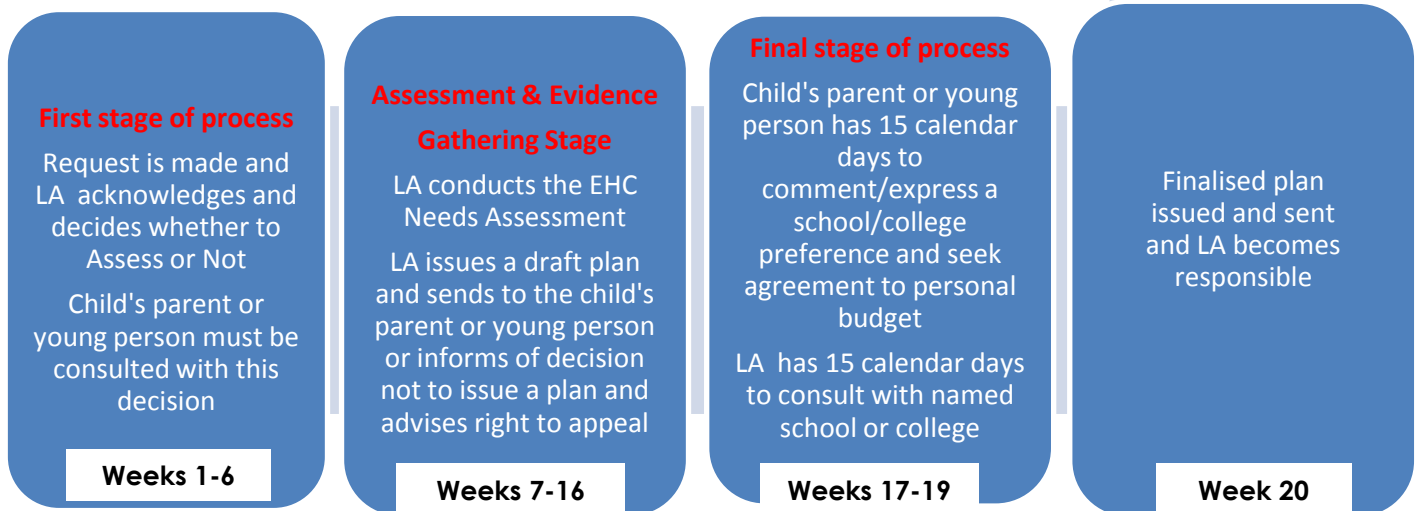 First stage of process
Request is made and
LA  acknowledges and
decides whether to
Assess or Not
Child's parent or
young person must be
consulted with this
decision
Weeks 1-6
Assessment & Evidence
Gathering Stage
LA conducts the EHC
Needs Assessment
LA issues a draft plan
and sends to the child's
parent or young person
or informs of decision
not to issue a plan and
advises right to appeal
Weeks 7-16
Final stage of process
Child's parent or young
person has 15 calendar
days to
comment/express a
school/college
preference and seek
agreement to personal
budget
LA  has 15 calendar days
to consult with named
school or college
Weeks 17-19
Finalised plan
issued and sent
and LA becomes
responsible
Week 20